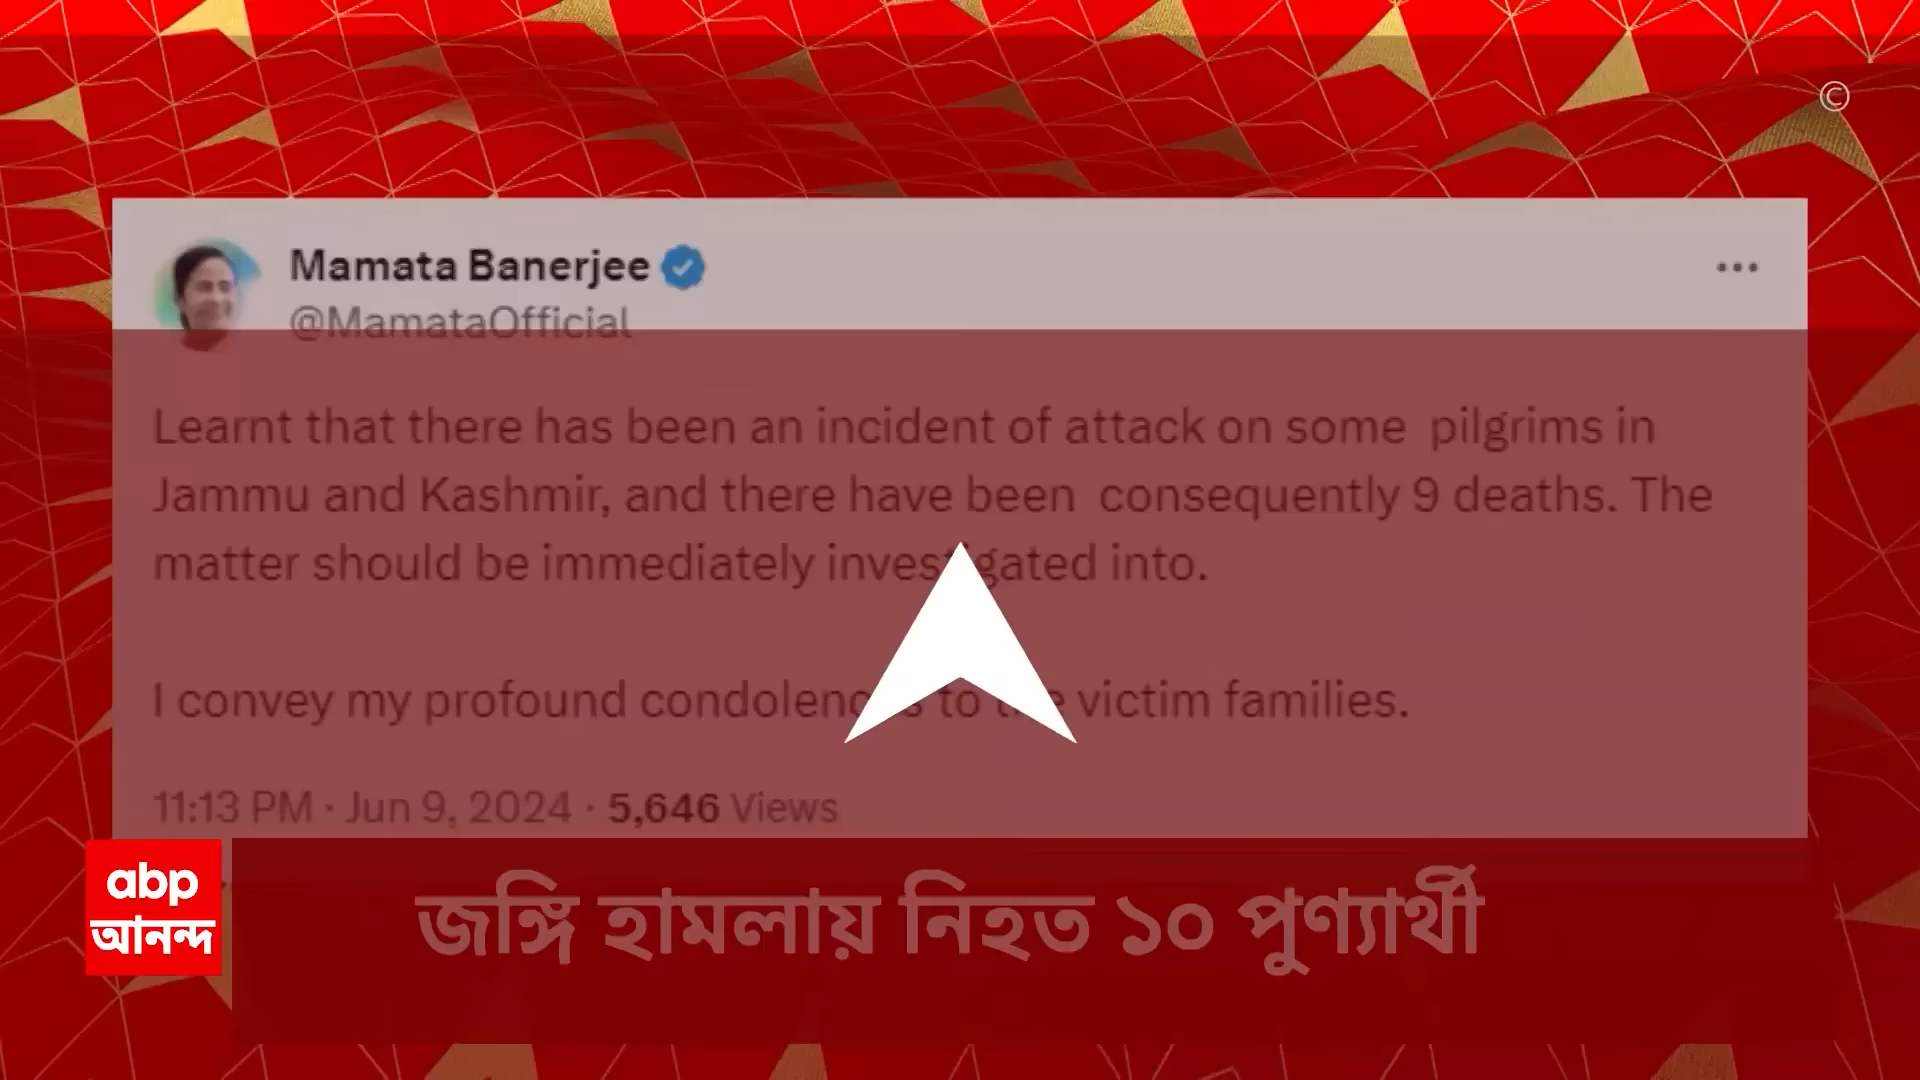 ©
Mamata Banerjee
@MamataOfficial
Learnt that there has been an incident of attack on some pilgrims in
Jammu and Kashmir, and there have been consequently 9 deaths. The
matter should be immediately investigated into.
I convey my profound condolences to the victim families.
11:13 PM · Jun 9, 2024 · 5,646 Views
abp
আনন্দ
জঙ্গি হামলায় নিহত ১০ পুণ্যার্থী